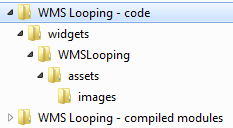 WMS Looping - code
widgets
WMSLooping
assets
images
WMS Looping - compiled modules